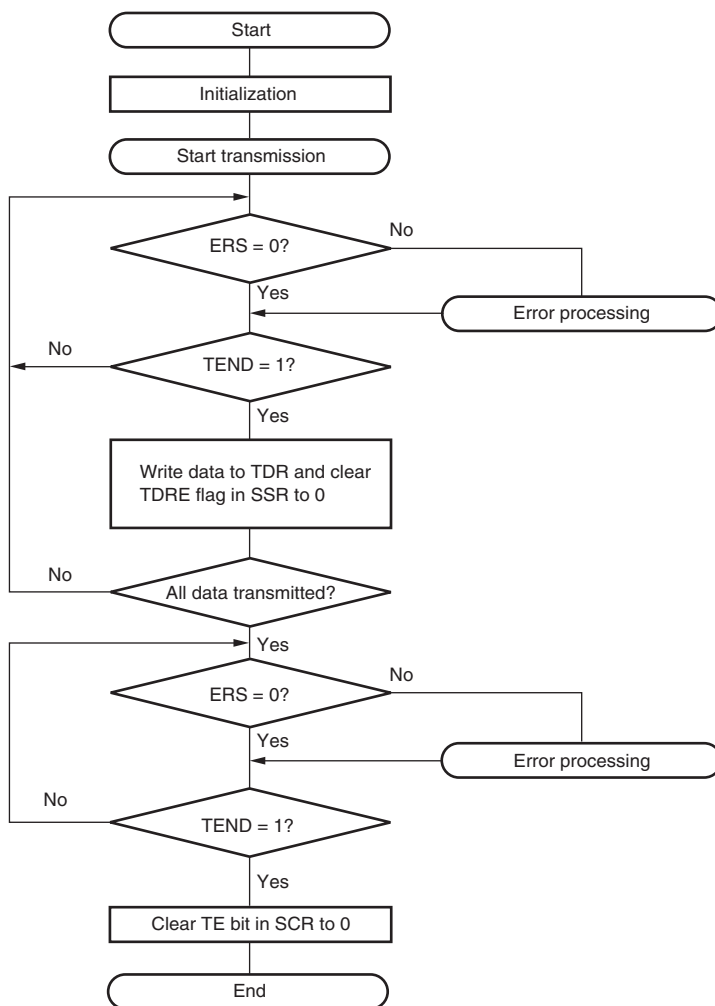 Start
Initialization
Start transmission
ERS = 0?
No
Yes
Error processing
No
TEND = 1?
Yes
Write data to TDR and clear
TDRE flag in SSR to 0
No
All data transmitted?
Yes
No
ERS = 0?
Yes
Error processing
No
TEND = 1?
Yes
Clear TE bit in SCR to 0
End